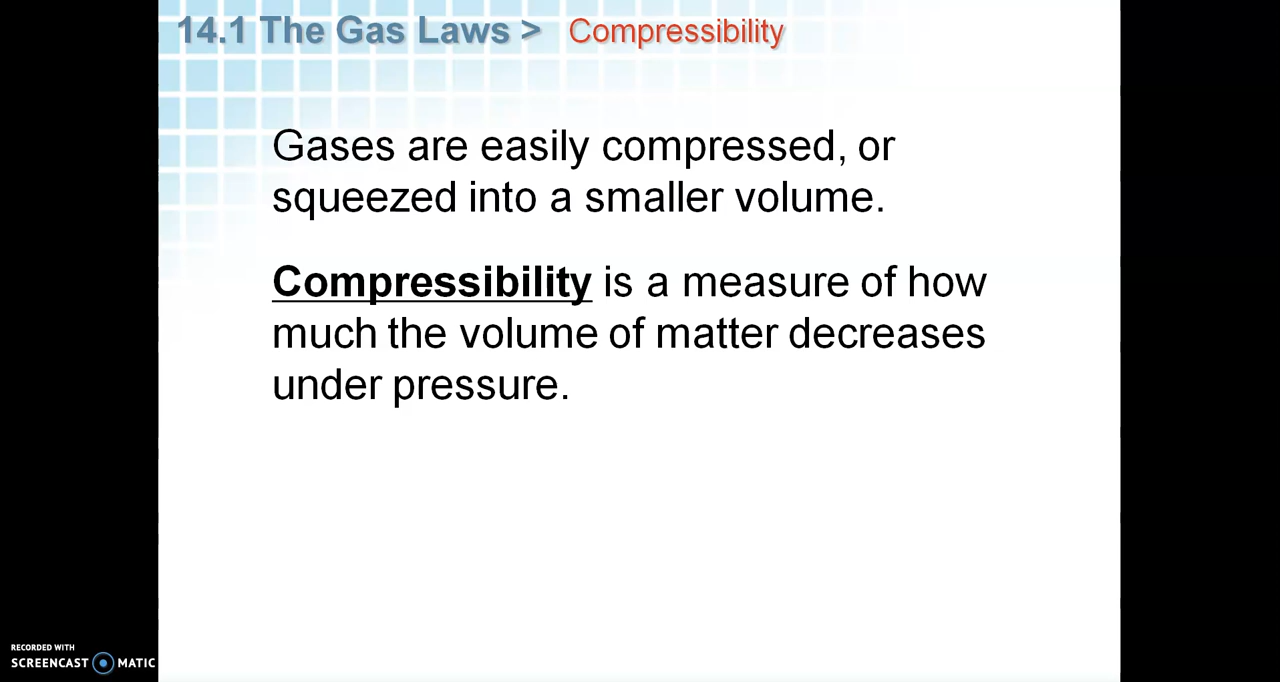 14.1 The Gas Laws > Compressibility
Gases are easily compressed, or
squeezed into a smaller volume.
Compressibility is a measure of how
much the volume of matter decreases
under pressure.
RECORDED WITH
SCREENCAST MATIC